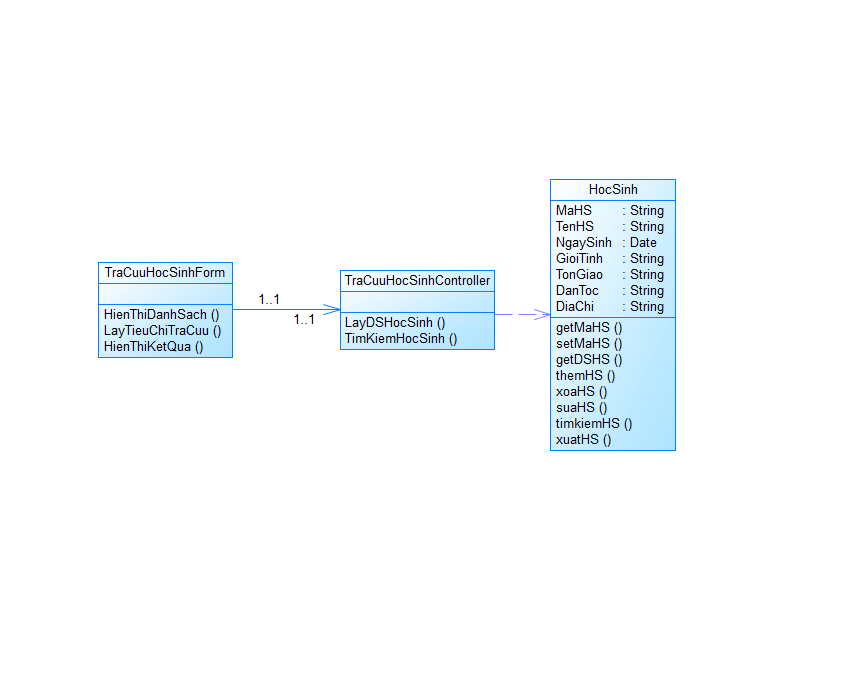 TraCuuHocSinhForm
HienThiDanhSach ()
LayTieuChiTraCuu ()
HienThiKetQua ()
1..1
1..1
TraCuuHocSinhController
LayDSHocSinh ()
TimKiemHocSinh ()
HocSinh
MaHS : String
TenHS : String
NgaySinh : Date
GioiTinh : String
TonGiao : String
DanToc : String
DiaChi : String
getMaHS ()
setMaHS ()
getDSHS ()
themHS ()
xoaHS ()
suaHS ()
timkiemHS ()
xuatHS ()